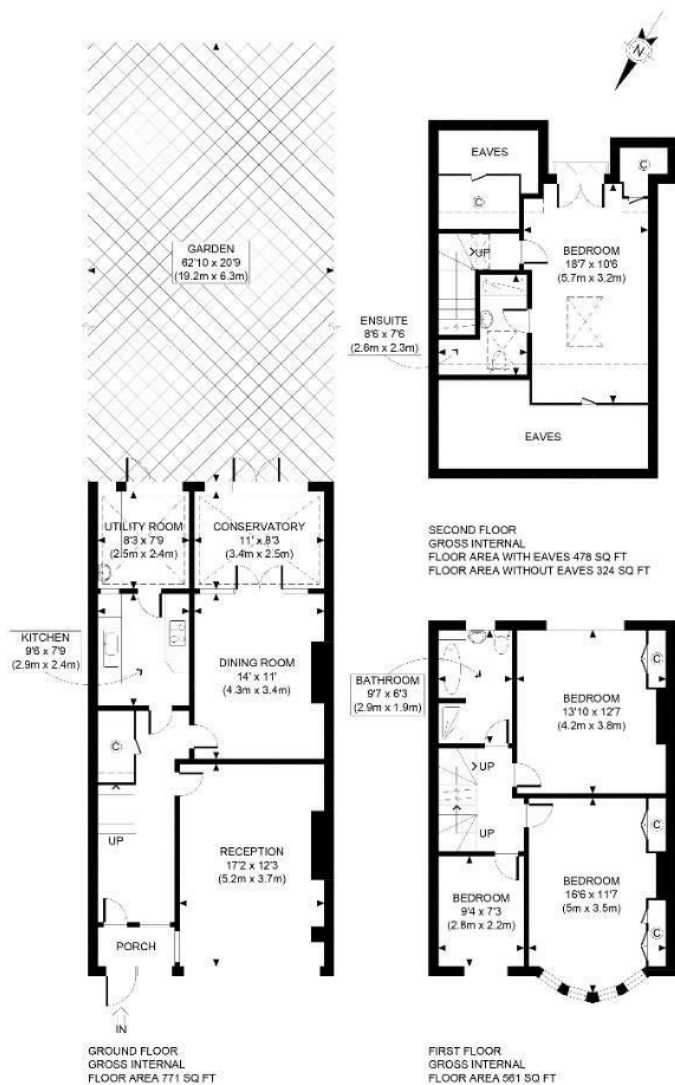 N
GARDEN
62'10 x 20'9
(19.2m x 6.3m)
UTILITY ROOM
8'3 x 7'9
(2.5m x 2.4m)
CONSERVATORY
11' x 8'3
(3.4m x 2.5m)
KITCHEN
9'6 x 7'9
(2.9m x 2.4m)
DINING ROOM
14' x 11'
(4.3m x 3.4m)
C
UP
RECEPTION
17'2 x 12'3
(5.2m x 3.7m)
PORCH
IN
GROUND FLOOR
GROSS INTERNAL
FLOOR AREA 771 SQ FT
EAVES
C
C
UP
BEDROOM
18'7 x 10'6
(5.7m x 3.2m)
ENSUITE
8'6 x 7'6
(2.6m x 2.3m)
EAVES
SECOND FLOOR
GROSS INTERNAL
FLOOR AREA WITH EAVES 478 SQ FT
FLOOR AREA WITHOUT EAVES 324 SQ FT
BATHROOM
9'7 x 6'3
(2.9m x 1.9m)
C
BEDROOM
13'10 x 12'7
(4.2m x 3.8m)
UP
UP
C
BEDROOM
16'6 x 11'7
(5m x 3.5m)
BEDROOM
9'4 x 7'3
(2.8m x 2.2m)
C
FIRST FLOOR
GROSS INTERNAL
FLOOR AREA 561 SQ FT